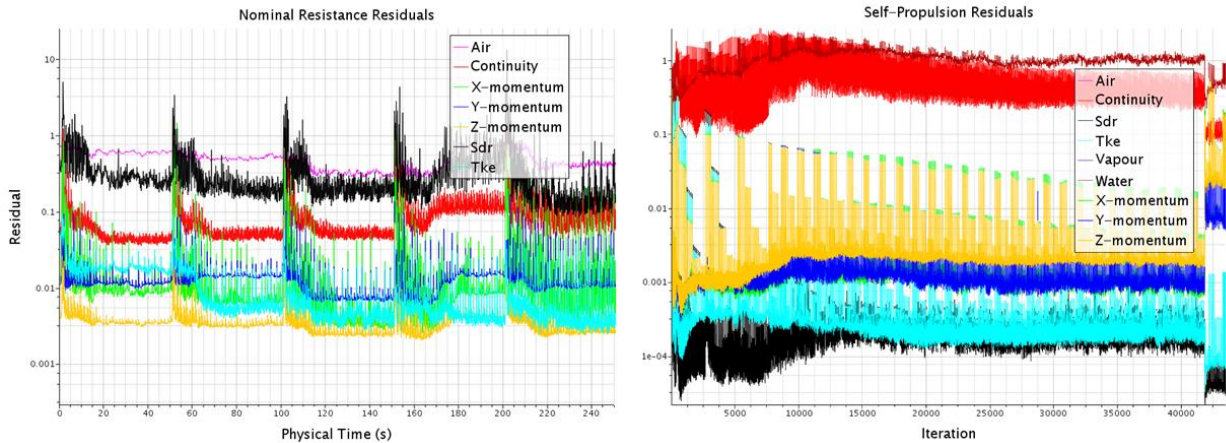 Nominal Resistance Residuals
10
1
0.1
0.01
0.001
Residual
Air
Continuity
X-momentum
Y-momentum
Z-momentum
Sdr
Tke
0 20 40 60 80 100 120 140 160 180 200 220 240
Physical Time (s)
Self-Propulsion Residuals
1
0.1
0.01
0.001
1e-04
Air
Continuity
Sdr
Tke
Vapour
Water
X-momentum
Y-momentum
Z-momentum
5000 10000 15000 20000 25000 30000 35000 40000
Iteration